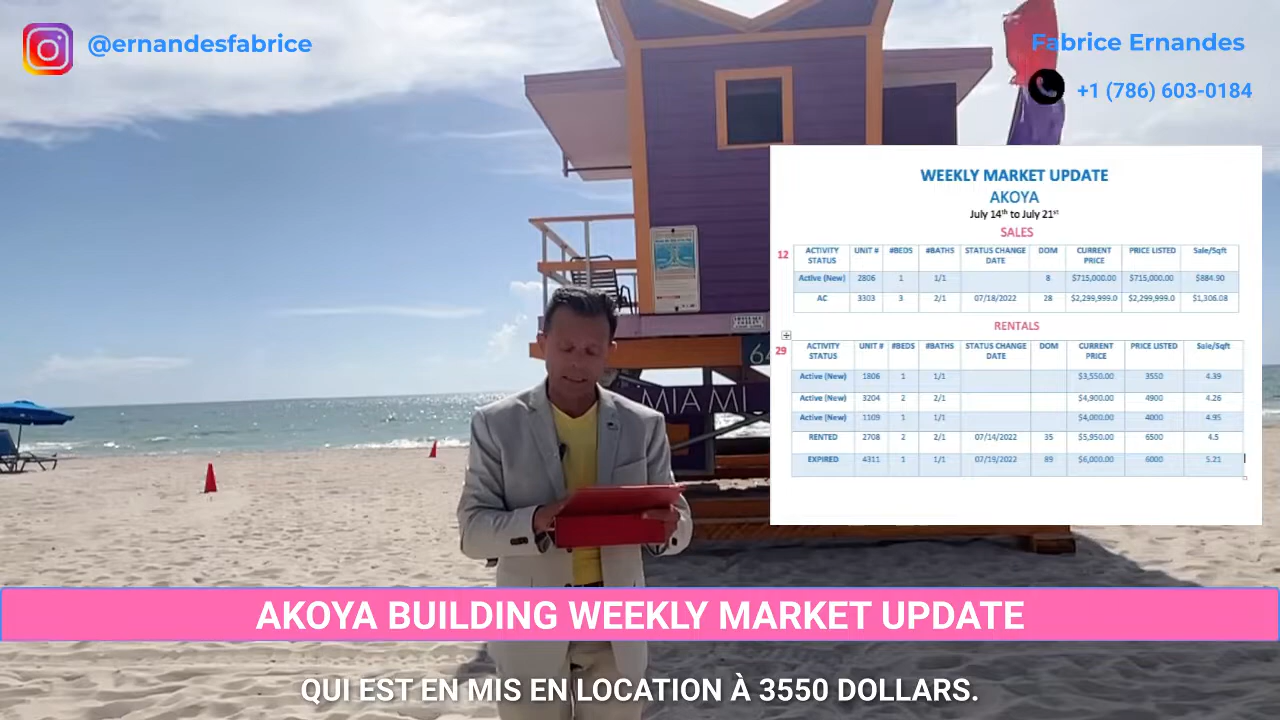 @ernandesfabrice
Fabrice Ernandes
+1 (786) 603-0184
WEEKLY MARKET UPDATE
AKOYA
July 14th to July 21st
SALES
12
ACTIVITY STATUS UNIT # #BEDS #BATHS STATUS CHANGE DATE DOM CURRENT PRICE PRICE LISTED Sale/Sqft
Active (New) 2806 1 1/1 8 $715,000.00 $715,000.00 $884.90
AC 3303 3 2/1 07/18/2022 28 $2,299,999.0 $2,299,999.0 $1,306.08
RENTALS
29
ACTIVITY STATUS UNIT # #BEDS #BATHS STATUS CHANGE DATE DOM CURRENT PRICE PRICE LISTED Sale/Sqft
Active (New) 1806 1 1/1 $3,550.00 3550 4.39
Active (New) 3204 2 2/1 $4,900.00 4900 4.26
Active (New) 1109 1 1/1 $4,000.00 4000 4.95
RENTED 2708 2 2/1 07/14/2022 35 $5,950.00 6500 4.5
EXPIRED 4311 1 1/1 07/19/2022 89 $6,000.00 6000 5.21
64
MIAMI
AKOYA BUILDING WEEKLY MARKET UPDATE
QUI EST EN MIS EN LOCATION À 3550 DOLLARS.